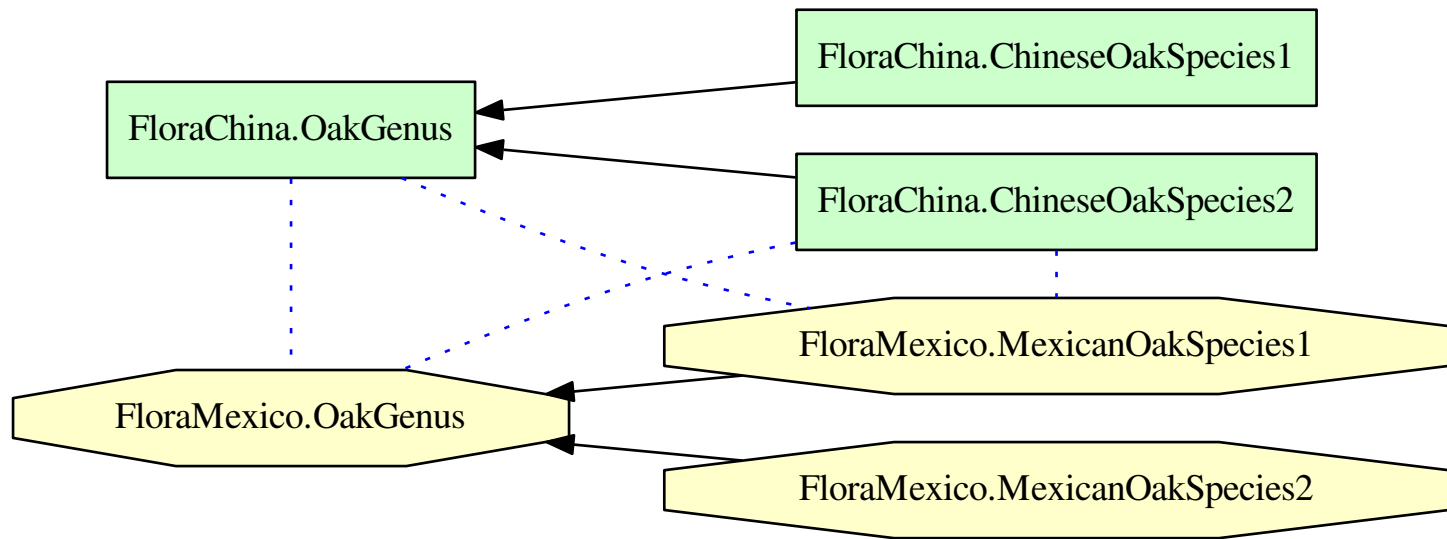 FloraChina.ChineseOakSpecies1
FloraChina.OakGenus
FloraChina.ChineseOakSpecies2
FloraMexico.MexicanOakSpecies1
FloraMexico.OakGenus
FloraMexico.MexicanOakSpecies2